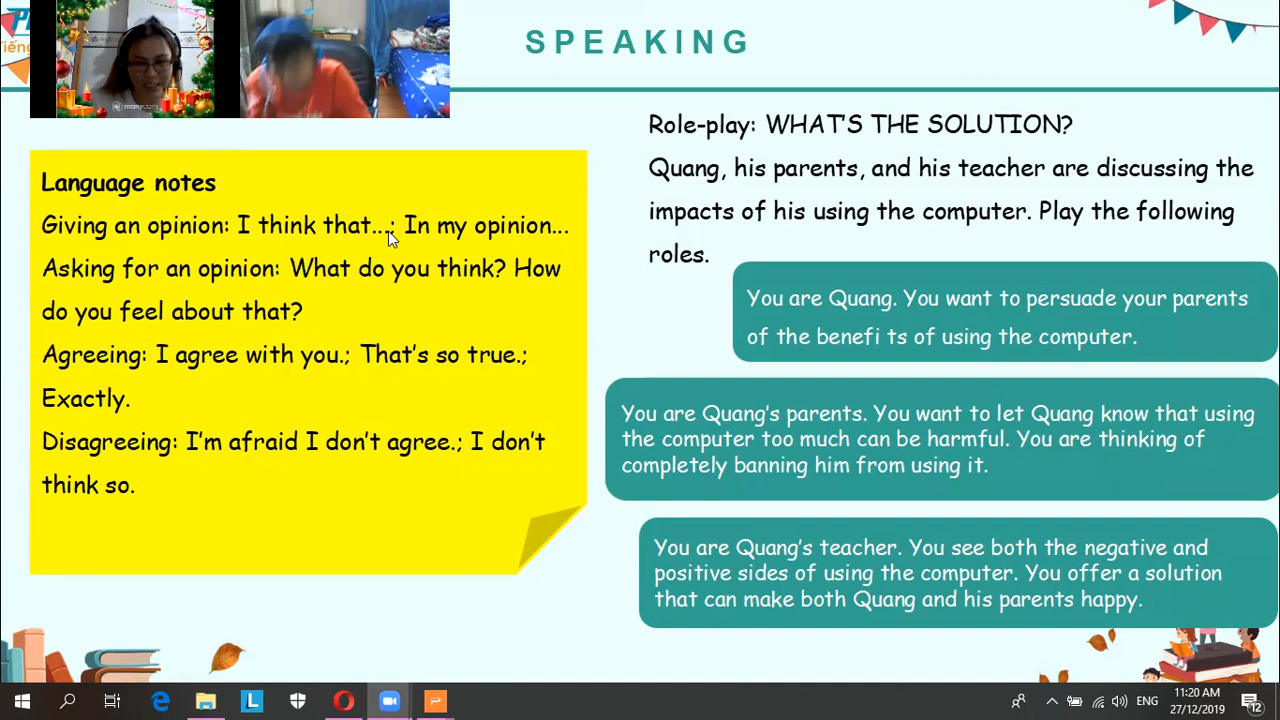 SPEAKING
Role-play: WHAT'S THE SOLUTION?
Quang, his parents, and his teacher are discussing the
impacts of his using the computer. Play the following
roles.
Language notes
Giving an opinion: I think that...; In my opinion...
Asking for an opinion: What do you think? How
do you feel about that?
Agreeing: I agree with you.; That's so true.;
Exactly.
Disagreeing: I'm afraid I don't agree.; I don't
think so.
You are Quang. You want to persuade your parents
of the benefi ts of using the computer.
You are Quang's parents. You want to let Quang know that using
the computer too much can be harmful. You are thinking of
completely banning him from using it.
You are Quang's teacher. You see both the negative and
positive sides of using the computer. You offer a solution
that can make both Quang and his parents happy.
ENG
11:20 AM
27/12/2019
12